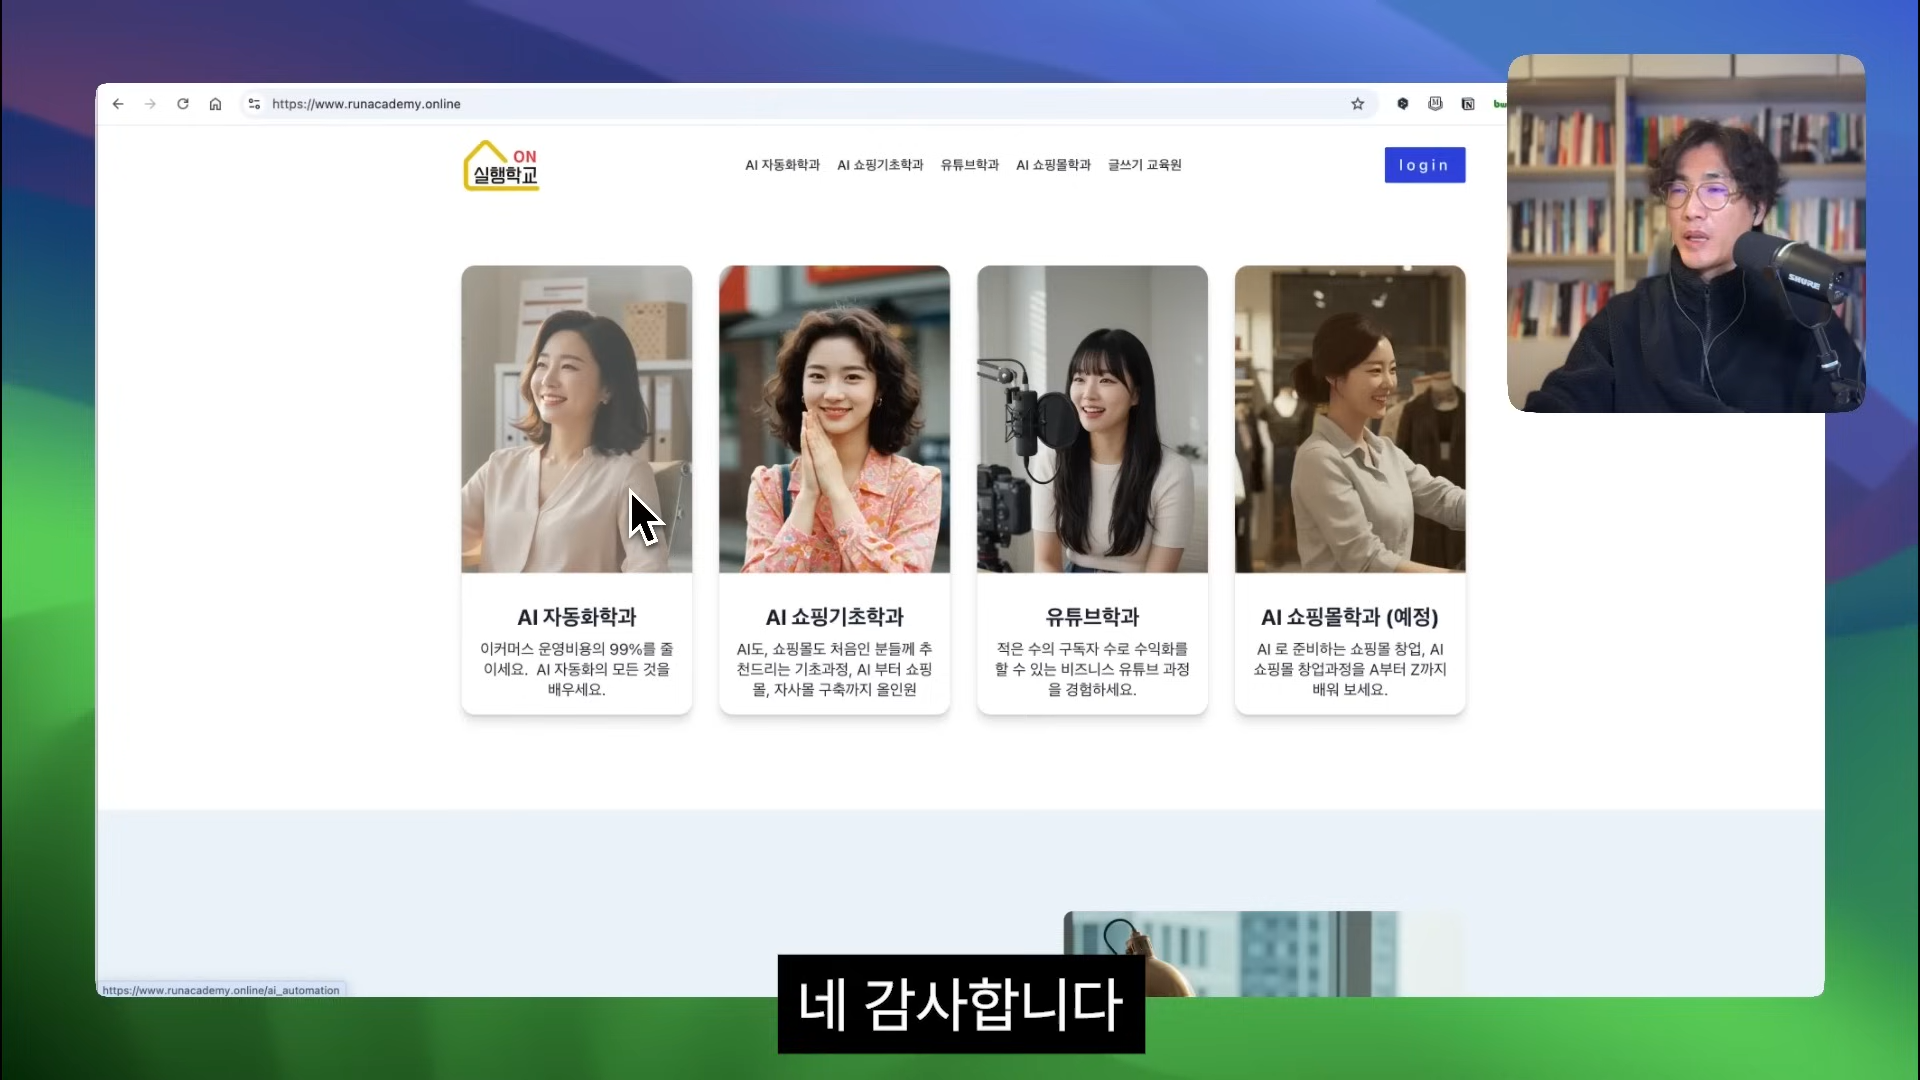 https://www.runacademy.online
ON
실행학교
AI 자동화학과
AI 쇼핑기초학과
유튜브학과
AI 쇼핑몰학과
글쓰기 교육원
login
SHURE
AI 자동화학과
이커머스 운영비용의 99%를 줄
이세요. AI 자동화의 모든 것을
배우세요.
AI 쇼핑기초학과
AI도, 쇼핑몰도 처음인 분들께 추
천드리는 기초과정, AI 부터 쇼핑
몰, 자사몰 구축까지 올인원
유튜브학과
적은 수의 구독자 수로 수익화를
할 수 있는 비즈니스 유튜브 과정
을 경험하세요.
AI 쇼핑몰학과 (예정)
AI 로 준비하는 쇼핑몰 창업, AI
쇼핑몰 창업과정을 A부터 Z까지
배워 보세요.
https://www.runacademy.online/ai_automation
네 감사합니다